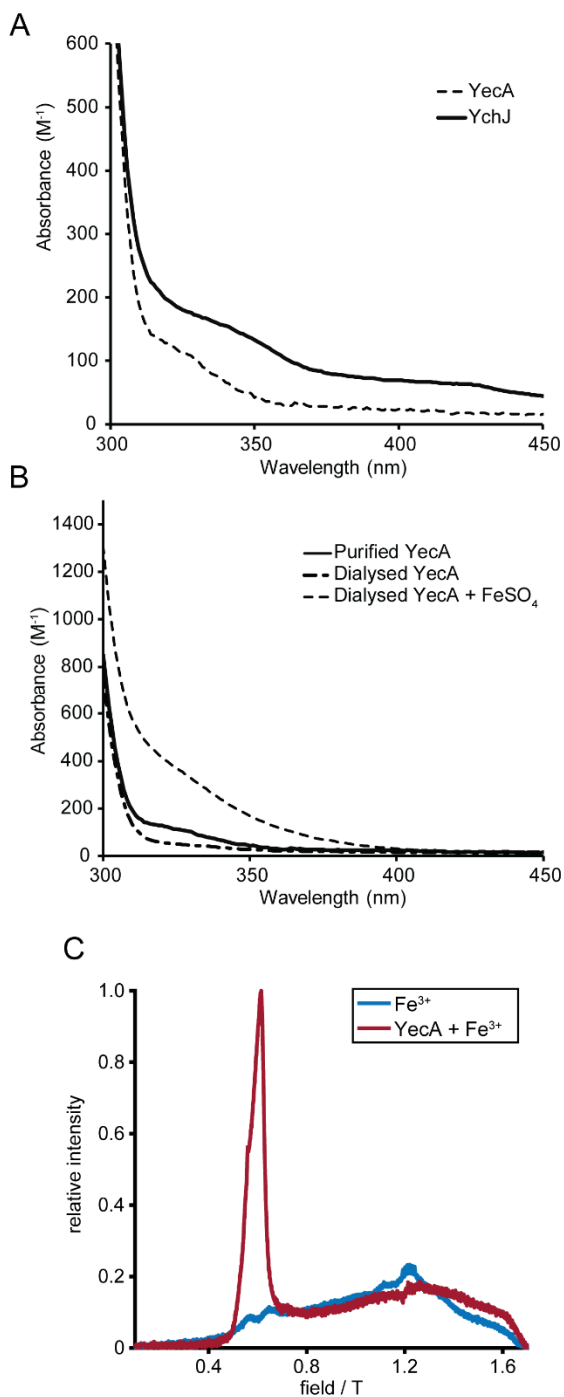 A
600
500
400
300
200
100
0
Absorbance (M⁻¹)
YecA
YchJ
300
350
400
450
Wavelength (nm)
B
1400
1200
1000
800
600
400
200
0
Absorbance (M⁻¹)
Purified YecA
Dialysed YecA
Dialysed YecA + FeSO₄
300
350
400
450
Wavelength (nm)
C
1.0
0.8
0.6
0.4
0.2
0
relative intensity
Fe³⁺
YecA + Fe³⁺
0.4
0.8
1.2
1.6
field / T